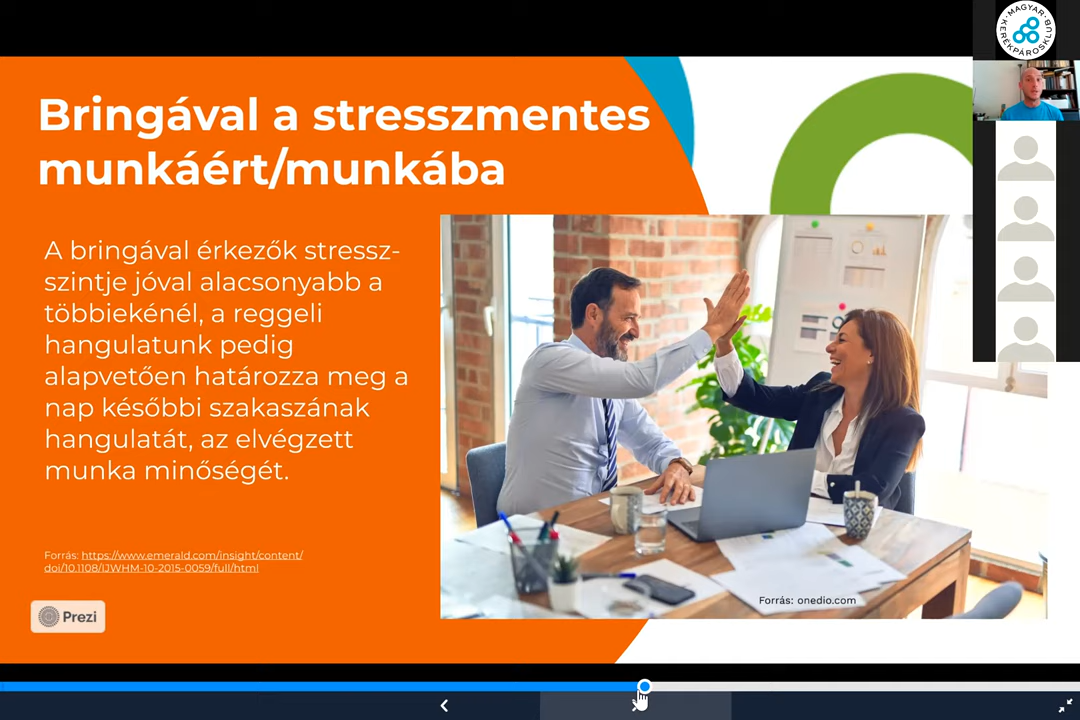 MAGYAR
KERÉKPÁROSKLUB
Bringával a stresszmentes
munkáért/munkába
A bringával érkezők stressz-
szintje jóval alacsonyabb a
többiekénél, a reggeli
hangulatunk pedig
alapvetően határozza meg a
nap későbbi szakaszának
hangulatát, az elvégzett
munka minőségét.
Forrás: https://www.emerald.com/insight/content/
doi/10.1108/IJWHM-10-2015-0059/full/html
Forrás: onedio.com
Prezi